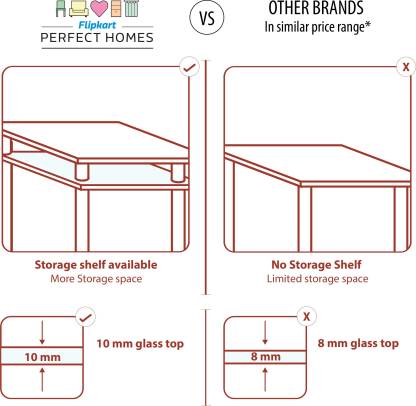 Flipkart
PERFECT HOMES
VS
OTHER BRANDS
In similar price range*
X
Storage shelf available
More Storage space
No Storage Shelf
Limited storage space
10 mm
10 mm glass top
X
8 mm
8 mm glass top